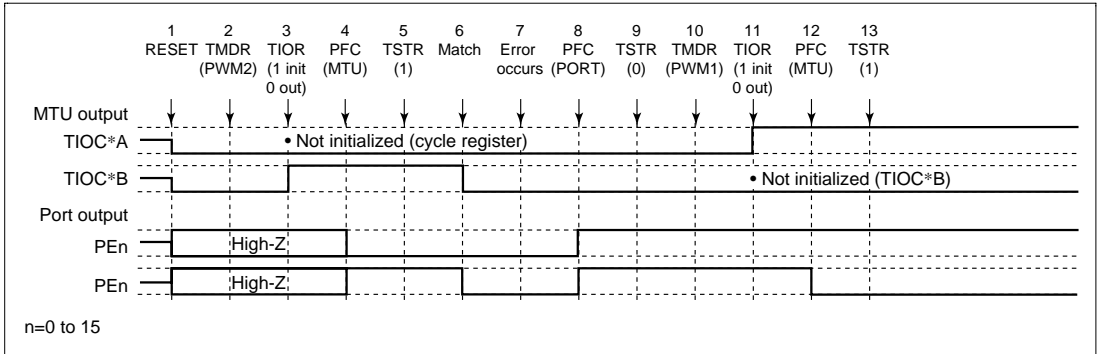 1 2 3 4 5 6 7 8 9 10 11 12 13
RESET TMDR TIOR PFC TSTR Match Error PFC TSTR TMDR TIOR PFC TSTR
(PWM2) (1 init (MTU) (1) occurs (PORT) (0) (PWM1) (1 init (MTU) (1)
0 out) 0 out)
MTU output
TIOC*A • Not initialized (cycle register)
TIOC*B • Not initialized (TIOC*B)
Port output
PEn High-Z
PEn High-Z
n=0 to 15